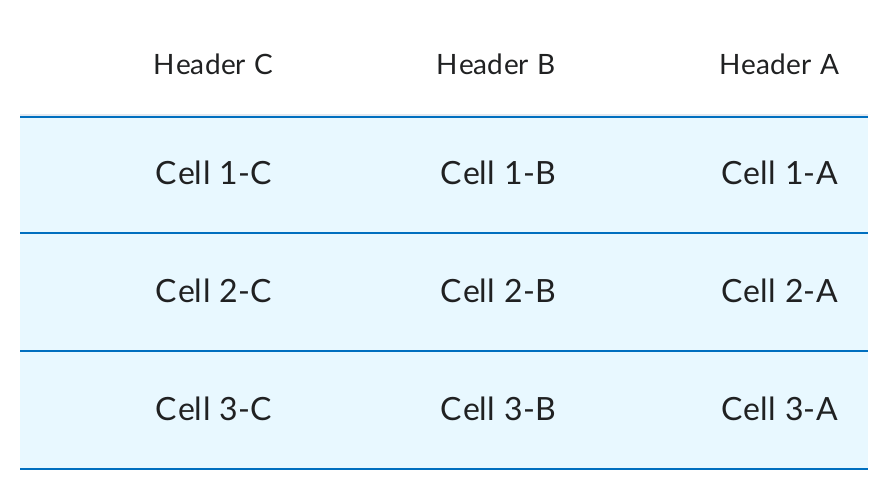 Header C Header B Header A
Cell 1-C Cell 1-B Cell 1-A
Cell 2-C Cell 2-B Cell 2-A
Cell 3-C Cell 3-B Cell 3-A